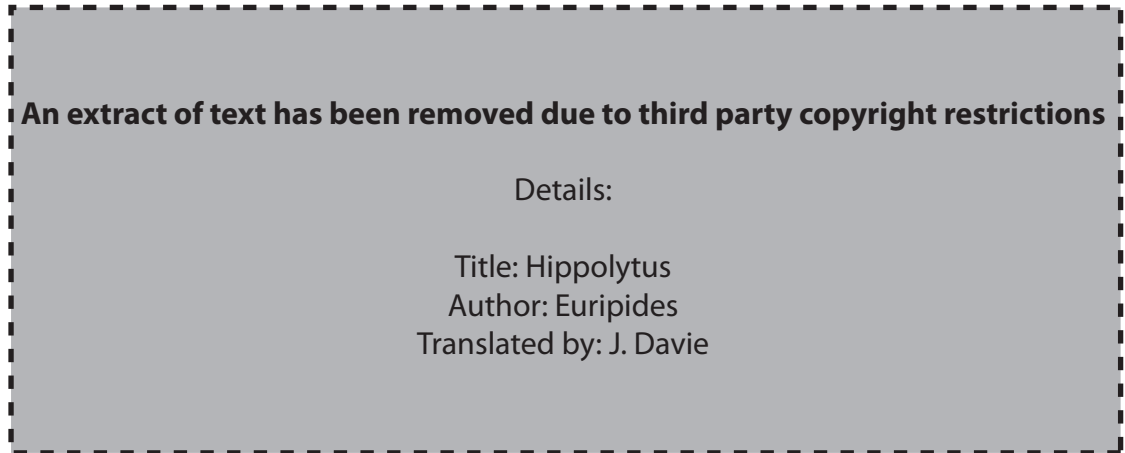 An extract of text has been removed due to third party copyright restrictions
Details:
Title: Hippolytus
Author: Euripides
Translated by: J. Davie